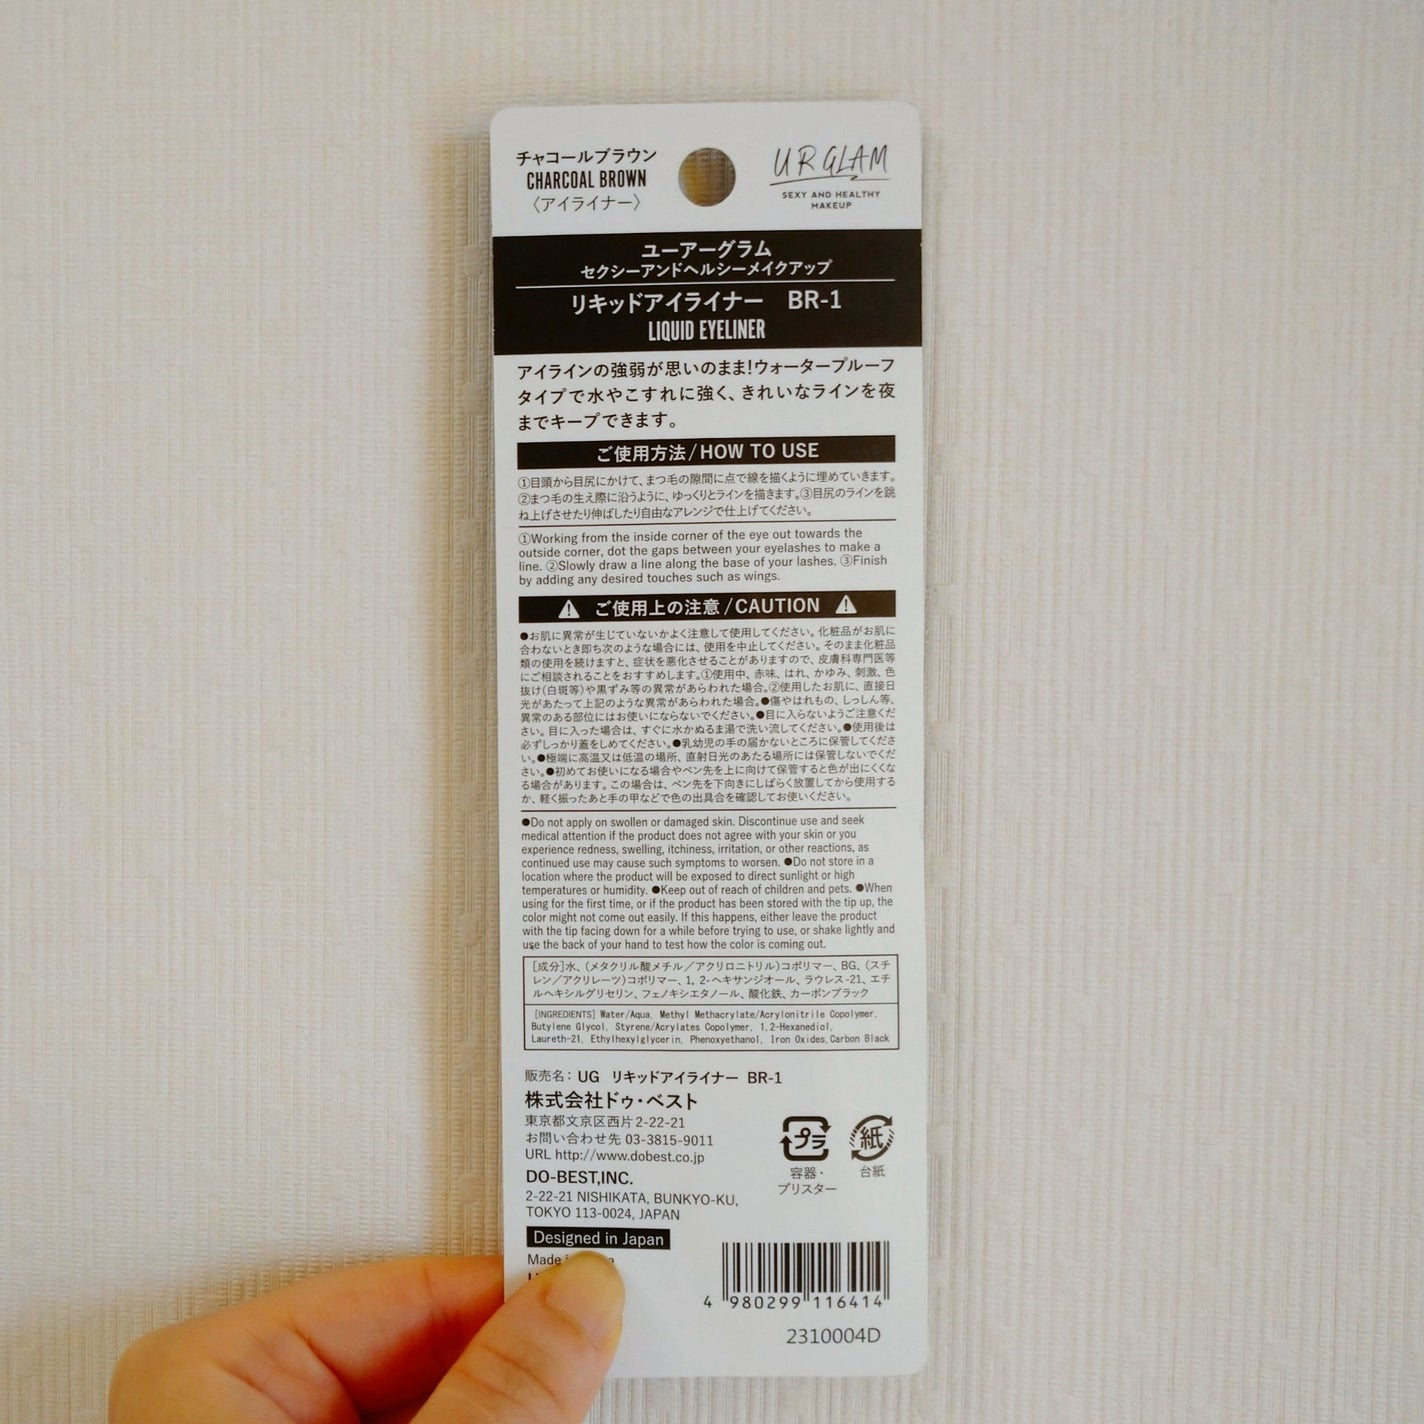 チャコールブラウン
CHARCOAL BROWN
〈アイライナー〉
UR GLAM
SEXY AND HEALTHY
MAKEUP
ユーアーグラム
セクシーアンドヘルシーメイクアップ
リキッドアイライナー BR-1
LIQUID EYELINER
アイラインの強弱が思いのまま!ウォータープルーフ
タイプで水やこすれに強く、きれいなラインを夜
までキープできます。
ご使用方法/HOW TO USE
①目頭から目尻にかけて、まつ毛の隙間に点で線を描くように埋めていきます。
②まつ毛の生え際に沿うように、ゆっくりとラインを描きます。③目尻のラインを跳
ね上げさせたり伸ばしたり自由なアレンジで仕上げてください。
①Working from the inside corner of the eye out towards the
outside corner, dot the gaps between your eyelashes to make a
line. ②Slowly draw a line along the base of your lashes. ③Finish
by adding any desired touches such as wings.
ご使用上の注意/CAUTION
●お肌に異常が生じていないかよく注意して使用してください。化粧品がお肌に
合わないとき即ち次のような場合には、使用を中止してください。そのまま化粧品
類の使用を続けますと、症状を悪化させることがありますので、皮膚科専門医等
にご相談されることをおすすめします。①使用中、赤味、はれ、かゆみ、刺激、色
抜け(白斑等)や黒ずみ等の異常があらわれた場合。②使用したお肌に、直接日
光があたって上記のような異常があらわれた場合。●傷やはれもの、しっしん等、
異常のある部位にはお使いにならないでください。●目に入らないようご注意くだ
さい。目に入った場合は、すぐに水かぬるま湯で洗い流してください。●使用後は
必ずしっかり蓋をしめてください。●乳幼児の手の届かないところに保管してくださ
い。●極端に高温又は低温の場所、直射日光のあたる場所には保管しないでくだ
さい。●初めてお使いになる場合やペン先を上に向けて保管すると色が出にくくな
る場合があります。この場合は、ペン先を下向きにしばらく放置してから使用する
か、軽く振ったあと手の甲などで色の出具合を確認してお使いください。
●Do not apply on swollen or damaged skin. Discontinue use and seek
medical attention if the product does not agree with your skin or you
experience redness, swelling, itchiness, irritation, or other reactions, as
continued use may cause such symptoms to worsen. ●Do not store in a
location where the product will be exposed to direct sunlight or high
temperatures or humidity. ●Keep out of reach of children and pets. ●When
using for the first time, or if the product has been stored with the tip up, the
color might not come out easily. If this happens, either leave the product
with the tip facing down for a while before trying to use, or shake lightly and
use the back of your hand to test how the color is coming out.
[成分]水、(メタクリル酸メチル/アクリロニトリル)コポリマー、BG、(スチ
レン/アクリレーツ)コポリマー、1, 2-ヘキサンジオール、ラウレス-21、エチ
ルヘキシルグリセリン、フェノキシエタノール、酸化鉄、カーボンブラック
[INGREDIENTS] Water/Aqua, Methyl Methacrylate/Acrylonitrile Copolymer,
Butylene Glycol, Styrene/Acrylates Copolymer, 1,2-Hexanediol,
Laureth-21, Ethylhexylglycerin, Phenoxyethanol, Iron Oxides,Carbon Black
販売名: UG リキッドアイライナー BR-1
株式会社ドゥ・ベスト
東京都文京区西片2-22-21
お問い合わせ先 03-3815-9011
URL http://www.dobest.co.jp
DO-BEST,INC.
2-22-21 NISHIKATA, BUNKYO-KU,
TOKYO 113-0024, JAPAN
プラ
容器・
ブリスター
紙
台紙
Designed in Japan
Made
4 980299 116414
2310004D